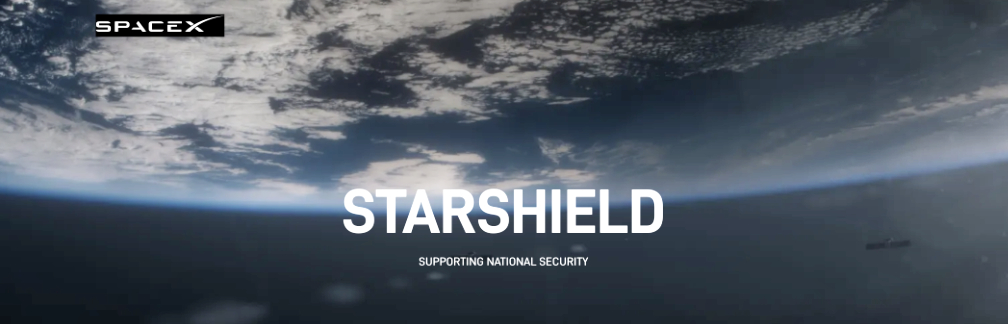 SPACEX
STARSHIELD
SUPPORTING NATIONAL SECURITY